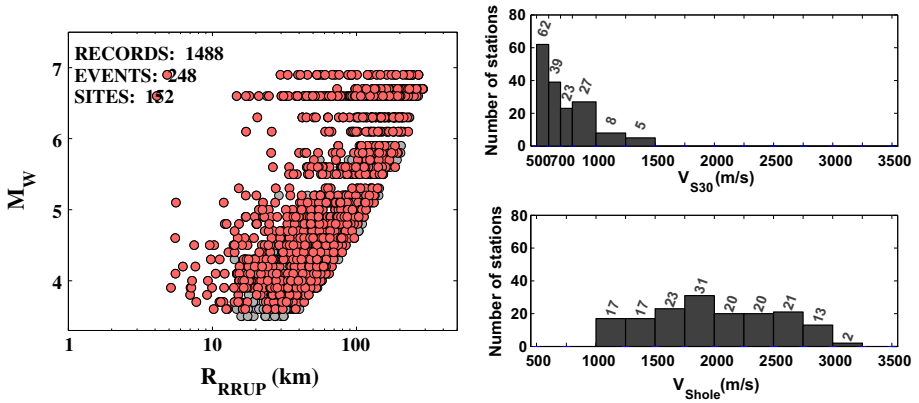 RECORDS: 1488
EVENTS: 248
SITES: 152
7
6
5
4
M_W
1 10 100
R_RRUP (km)
80
60
40
20
0
Number of stations
62 39 23 27 8 5
500 700 1000 1500 2000 2500 3000 3500
V_S30 (m/s)
80
60
40
20
0
Number of stations
17 17 23 31 20 20 21 13 2
500 1000 1500 2000 2500 3000 3500
V_Shole (m/s)